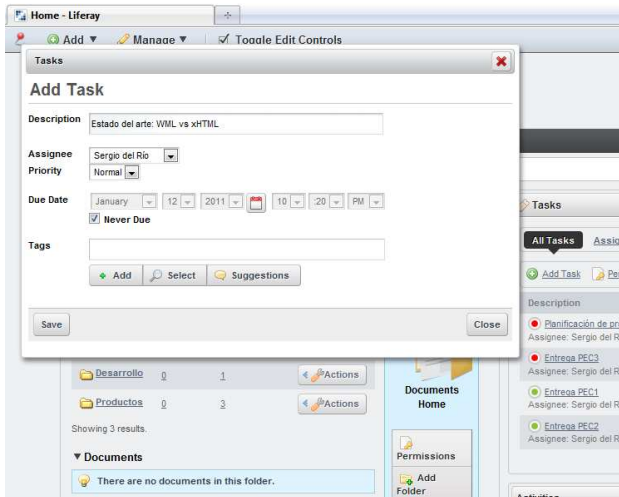 Home - Liferay
Add ▼ Manage ▼ Toggle Edit Controls
Tasks
Add Task
Description Estado del arte: WML vs xHTML
Assignee Sergio del Río
Priority Normal
Due Date January 12 2011 10 :20 PM
Never Due
Tags
Add Select Suggestions
Save Close
Tasks
All Tasks
Add Task
Description
Planificación de
Assignee: Sergio del R
Entrega PEC3
Assignee: Sergio del R
Entrega PEC1
Assignee: Sergio del R
Entrega PEC2
Assignee: Sergio del R
Desarrollo 0 1 Actions
Productos 0 3 Actions
Showing 3 results.
▼ Documents
There are no documents in this folder.
Documents
Home
Permissions
Add
Folder